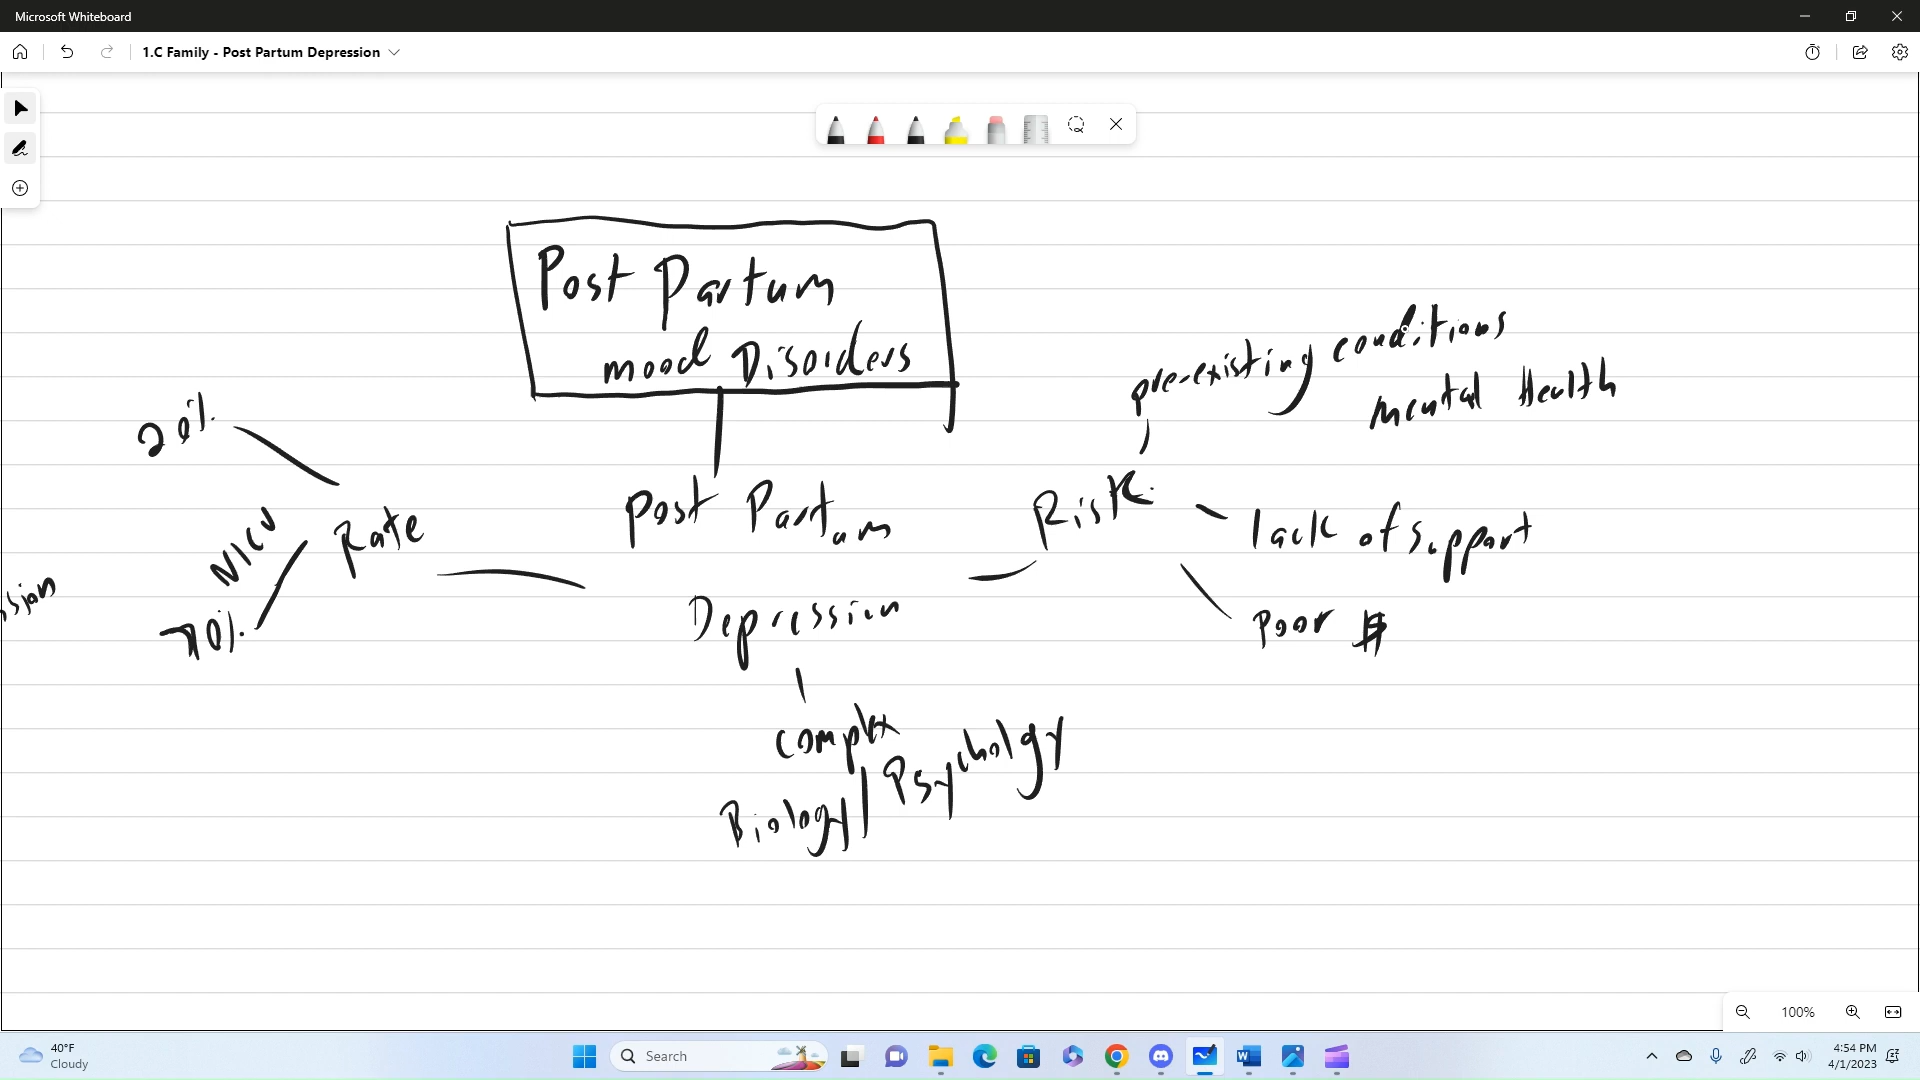 Microsoft Whiteboard
1.C Family - Post Partum Depression
Post Partum
mood Disorders
pre-existing conditions
mental Health
20%
Rate
NICU
70%
ssion
Post Partum
Depression
Risk
lack of support
Poor $
complex
Biology/Psychology
100%
40°F
Cloudy
Search
4:54 PM
4/1/2023